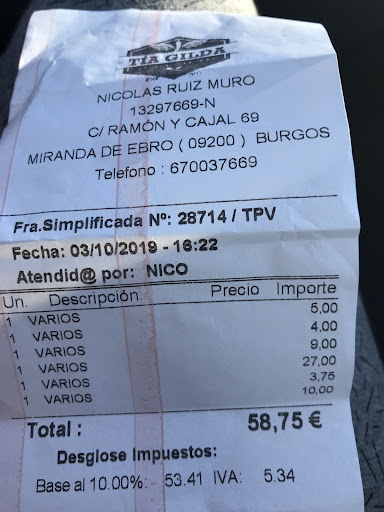 TÍA GILDA
NICOLAS RUIZ MURO
13297669-N
C/ RAMÓN Y CAJAL 69
MIRANDA DE EBRO ( 09200 ) BURGOS
Telefono : 670037669
Fra.Simplificada Nº: 28714 / TPV
Fecha: 03/10/2019 - 16:22
Atendid@ por: NICO
Un. Descripción Precio Importe
1 VARIOS 5,00
1 VARIOS 4,00
1 VARIOS 9,00
1 VARIOS 27,00
1 VARIOS 3,75
1 VARIOS 10,00
Total : 58,75 €
Desglose Impuestos:
Base al 10.00%: 53.41 IVA: 5.34